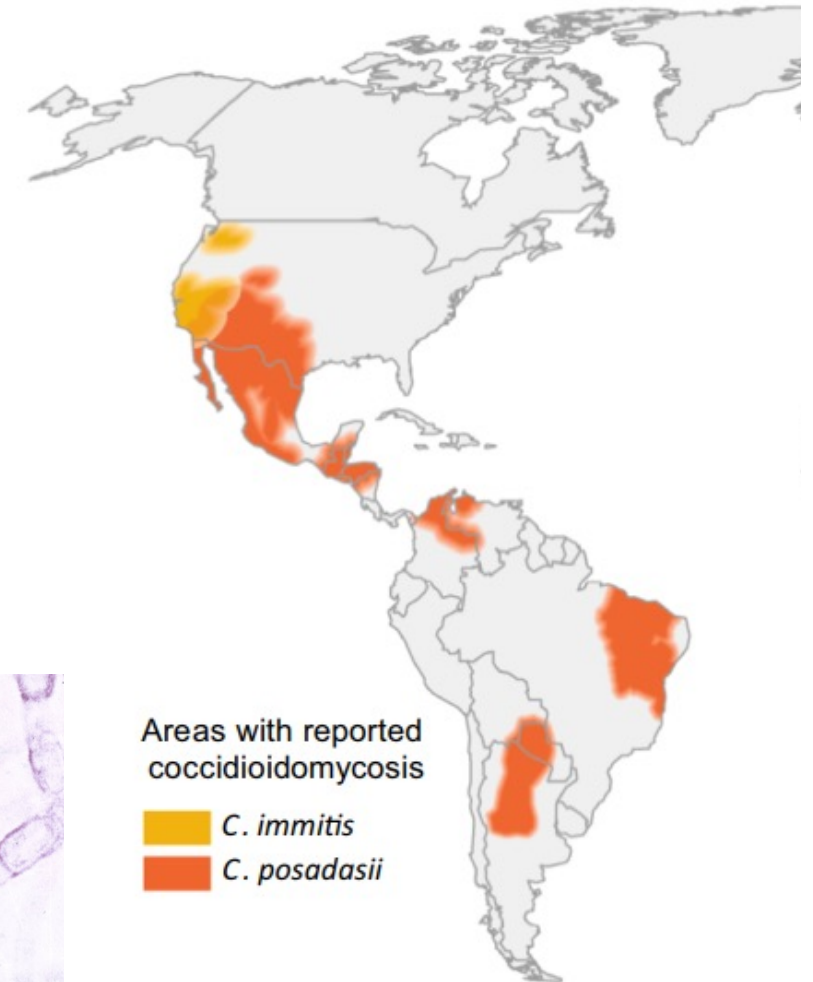 Areas with reported
coccidioidomycosis
C. immitis
C. posadasii